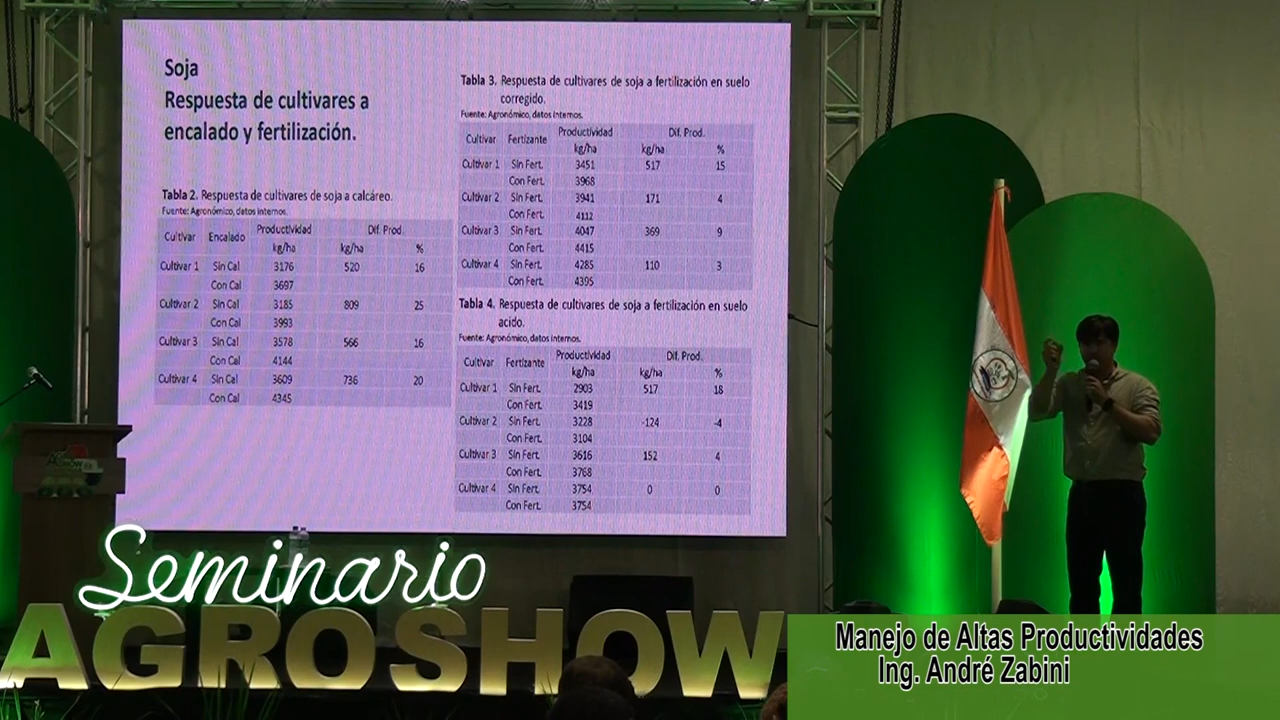 Soja
Respuesta de cultivares a
encalado y fertilización.
Tabla 2. Respuesta de cultivares de soja a calcáreo.
Fuente: Agronómico, datos internos.
Cultivar Encalado Productividad Dif. Prod.
kg/ha kg/ha %
Cultivar 1 Sin Cal 3176 520 16
Con Cal 3697
Cultivar 2 Sin Cal 3185 809 25
Con Cal 3993
Cultivar 3 Sin Cal 3578 566 16
Con Cal 4144
Cultivar 4 Sin Cal 3609 736 20
Con Cal 4345
Tabla 3. Respuesta de cultivares de soja a fertilización en suelo
corregido.
Fuente: Agronómico, datos internos.
Cultivar Fertizante Productividad Dif. Prod.
kg/ha kg/ha %
Cultivar 1 Sin Fert. 3451 517 15
Con Fert. 3968
Cultivar 2 Sin Fert. 3941 171 4
Con Fert. 4112
Cultivar 3 Sin Fert. 4047 369 9
Con Fert. 4415
Cultivar 4 Sin Fert. 4285 110 3
Con Fert. 4395
Tabla 4. Respuesta de cultivares de soja a fertilización en suelo
acido.
Fuente: Agronómico, datos internos.
Cultivar Fertizante Productividad Dif. Prod.
kg/ha kg/ha %
Cultivar 1 Sin Fert. 2903 517 18
Con Fert. 3419
Cultivar 2 Sin Fert. 3228 -124 -4
Con Fert. 3104
Cultivar 3 Sin Fert. 3616 152 4
Con Fert. 3768
Cultivar 4 Sin Fert. 3754 0 0
Con Fert. 3754
Seminario
AGROSHOW
Manejo de Altas Productividades
Ing. André Zabini